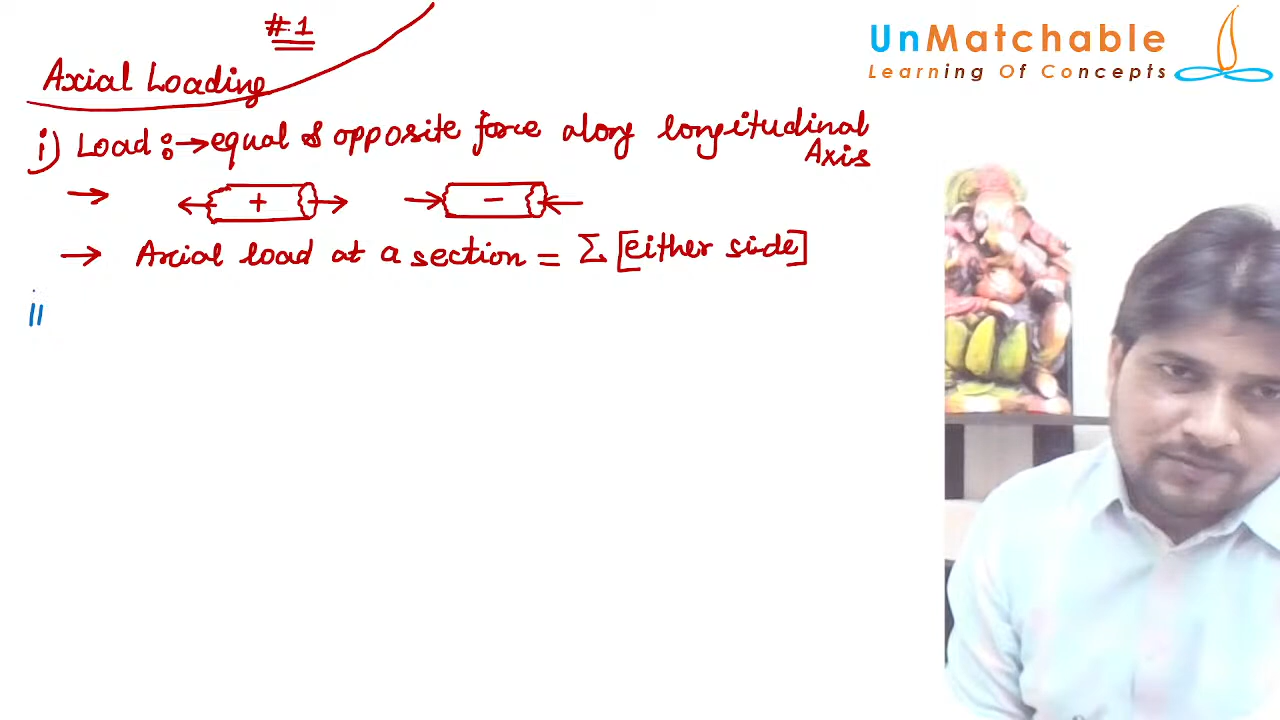 #1
UnMatchable
Learning Of Concepts
Axial Loading
i) Load :→ equal & opposite force along longitudinal
Axis
→ + −
→ Axial load at a section = Σ [either side]
II